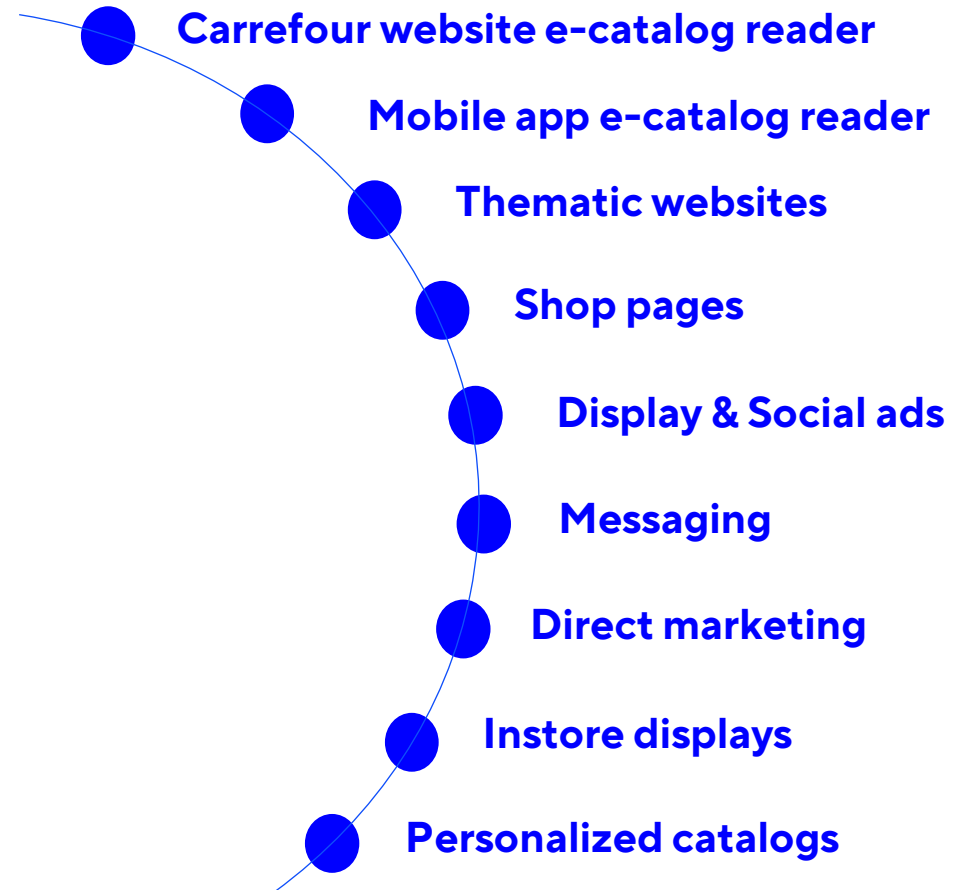 Carrefour website e-catalog reader
Mobile app e-catalog reader
Thematic websites
Shop pages
Display & Social ads
Messaging
Direct marketing
Instore displays
Personalized catalogs